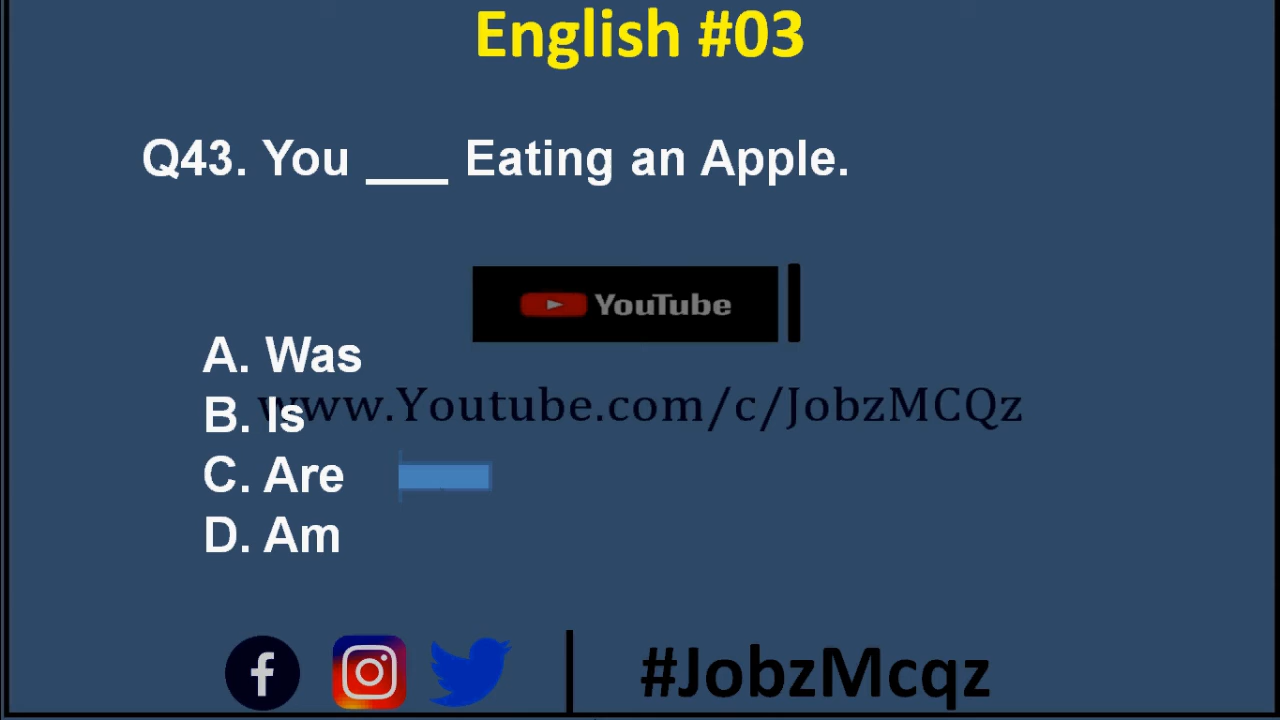 English #03
Q43. You ___ Eating an Apple.
YouTube
A. Was
www.Youtube.com/c/JobzMCQz
B. Is
C. Are
D. Am
#JobzMcqz